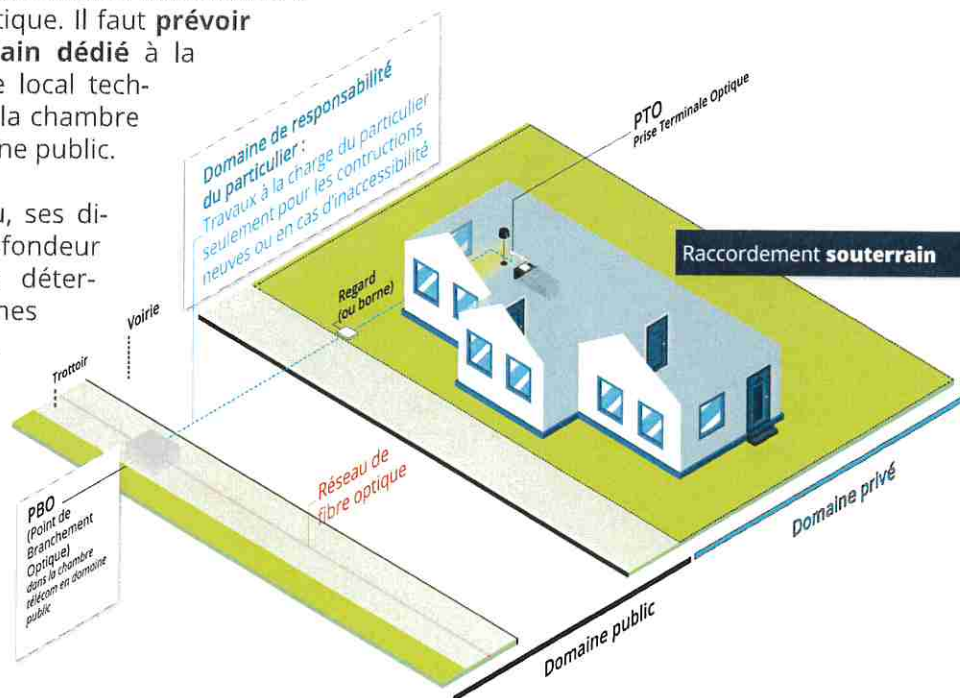 tique. Il faut prévoir
ain dédié à la
e local tech-
la chambre
ne public.
u, ses di-
fondeur
déter-
nes
Domaine de responsabilité
du particulier :
Travaux à la charge du particulier
seulement pour les contructions
neuves ou en cas d'inaccessibilité
PTO
Prise Terminale Optique
Raccordement souterrain
Regard
(ou borne)
Voirie
Trottoir
PBO
(Point de
Branchement
Optique)
dans la chambre
télécom en domaine
public
Réseau de
fibre optique
Domaine privé
Domaine public